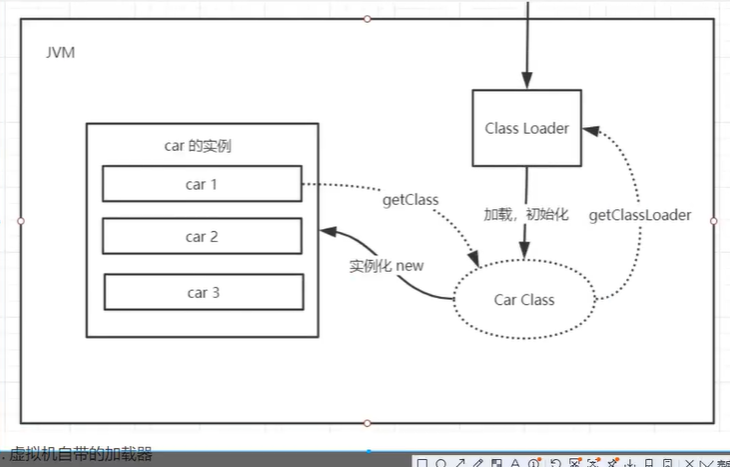 JVM
Class Loader
car 的实例
car 1
getClass
加载，初始化
getClassLoader
car 2
实例化 new
car 3
Car Class
. 虚拟机自带的加载器